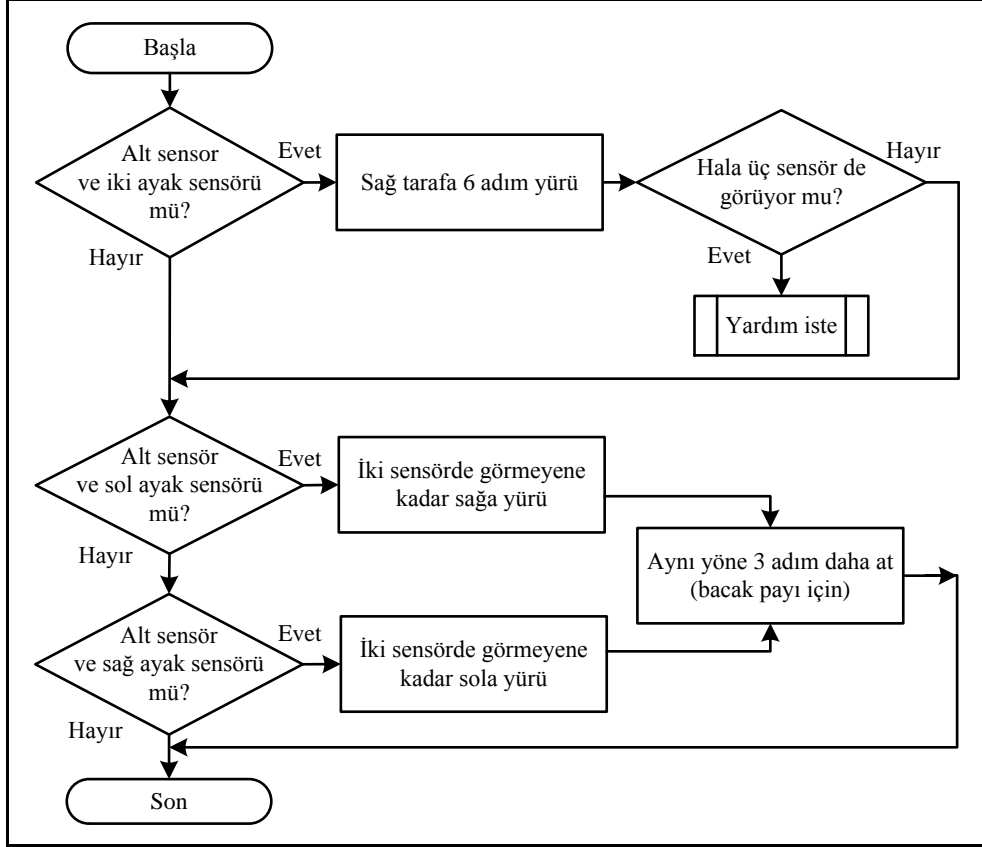 Başla
Alt sensor
ve iki ayak sensörü
mü?
Evet
Sağ tarafa 6 adım yürü
Hala üç sensör de
görüyor mu?
Hayır
Hayır
Evet
Yardım iste
Alt sensör
ve sol ayak sensörü
mü?
Evet
İki sensörde görmeyene
kadar sağa yürü
Hayır
Aynı yöne 3 adım daha at
(bacak payı için)
Alt sensör
ve sağ ayak sensörü
mü?
Evet
İki sensörde görmeyene
kadar sola yürü
Hayır
Son